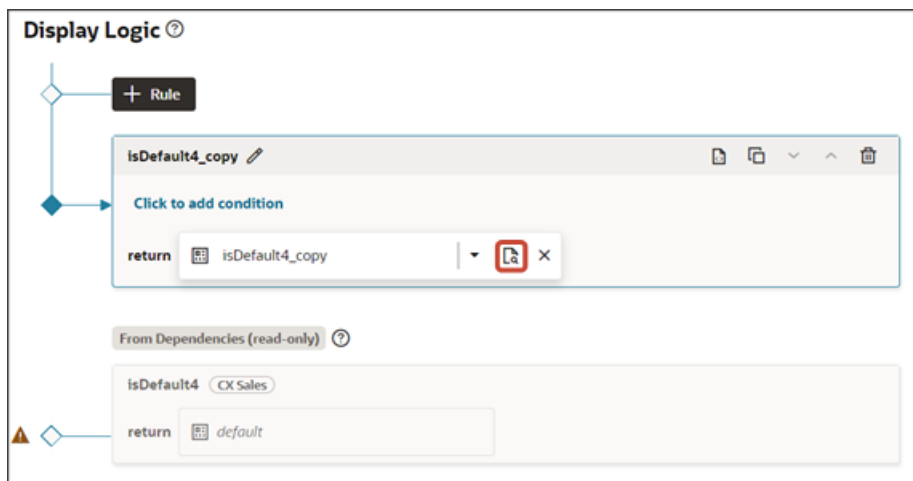 Display Logic
+ Rule
isDefault4_copy
Click to add condition
return isDefault4_copy
From Dependencies (read-only)
isDefault4 CX Sales
return default